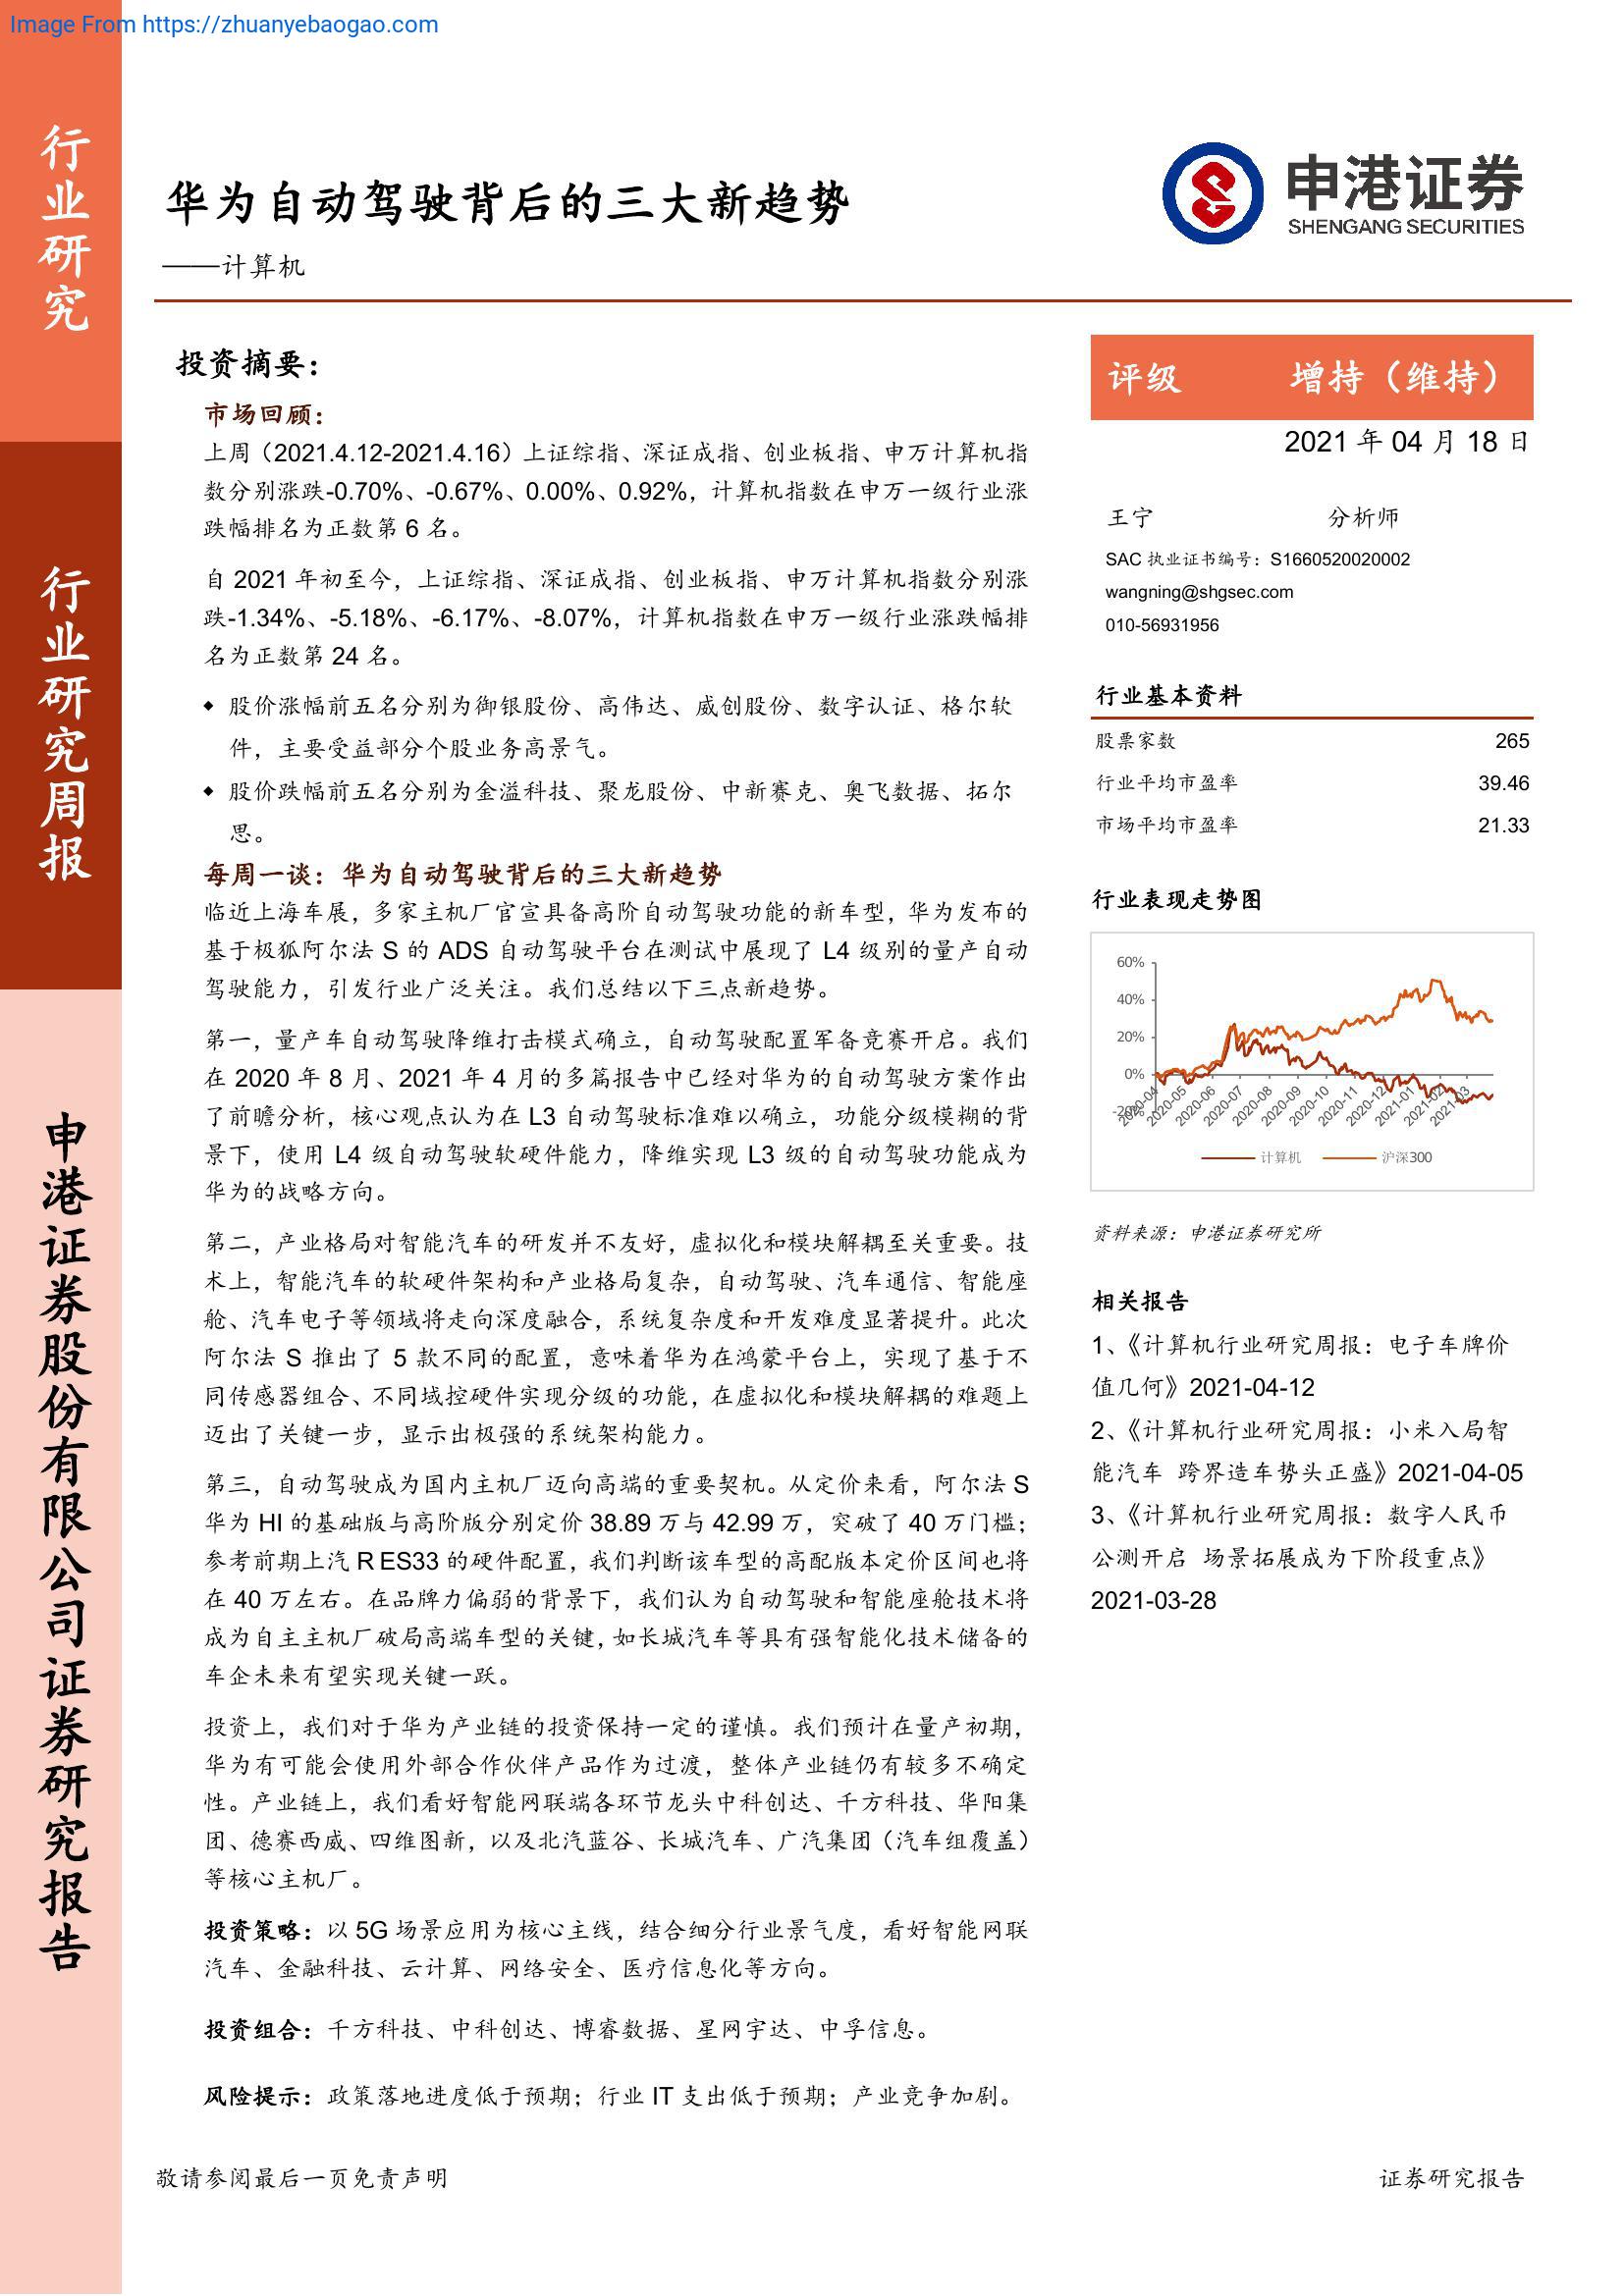 Image From https://zhuanyebaogao.com
行业研究
行业研究周报
申港证券股份有限公司证券研究报告
华为自动驾驶背后的三大新趋势
——计算机
申港证券
SHENGANG SECURITIES
投资摘要：
市场回顾：
上周（2021.4.12-2021.4.16）上证综指、深证成指、创业板指、申万计算机指
数分别涨跌-0.70%、-0.67%、0.00%、0.92%，计算机指数在申万一级行业涨
跌幅排名为正数第 6 名。
自 2021 年初至今，上证综指、深证成指、创业板指、申万计算机指数分别涨
跌-1.34%、-5.18%、-6.17%、-8.07%，计算机指数在申万一级行业涨跌幅排
名为正数第 24 名。
◆ 股价涨幅前五名分别为御银股份、高伟达、威创股份、数字认证、格尔软
件，主要受益部分个股业务高景气。
◆ 股价跌幅前五名分别为金溢科技、聚龙股份、中新赛克、奥飞数据、拓尔
思。
每周一谈：华为自动驾驶背后的三大新趋势
临近上海车展，多家主机厂官宣具备高阶自动驾驶功能的新车型，华为发布的
基于极狐阿尔法 S 的 ADS 自动驾驶平台在测试中展现了 L4 级别的量产自动
驾驶能力，引发行业广泛关注。我们总结以下三点新趋势。
第一，量产车自动驾驶降维打击模式确立，自动驾驶配置军备竞赛开启。我们
在 2020 年 8 月、2021 年 4 月的多篇报告中已经对华为的自动驾驶方案作出
了前瞻分析，核心观点认为在 L3 自动驾驶标准难以确立，功能分级模糊的背
景下，使用 L4 级自动驾驶软硬件能力，降维实现 L3 级的自动驾驶功能成为
华为的战略方向。
第二，产业格局对智能汽车的研发并不友好，虚拟化和模块解耦至关重要。技
术上，智能汽车的软硬件架构和产业格局复杂，自动驾驶、汽车通信、智能座
舱、汽车电子等领域将走向深度融合，系统复杂度和开发难度显著提升。此次
阿尔法 S 推出了 5 款不同的配置，意味着华为在鸿蒙平台上，实现了基于不
同传感器组合、不同域控硬件实现分级的功能，在虚拟化和模块解耦的难题上
迈出了关键一步，显示出极强的系统架构能力。
第三，自动驾驶成为国内主机厂迈向高端的重要契机。从定价来看，阿尔法 S
华为 HI 的基础版与高阶版分别定价 38.89 万与 42.99 万，突破了 40 万门槛；
参考前期上汽 R ES33 的硬件配置，我们判断该车型的高配版本定价区间也将
在 40 万左右。在品牌力偏弱的背景下，我们认为自动驾驶和智能座舱技术将
成为自主主机厂破局高端车型的关键，如长城汽车等具有强智能化技术储备的
车企未来有望实现关键一跃。
投资上，我们对于华为产业链的投资保持一定的谨慎。我们预计在量产初期，
华为有可能会使用外部合作伙伴产品作为过渡，整体产业链仍有较多不确定
性。产业链上，我们看好智能网联端各环节龙头中科创达、千方科技、华阳集
团、德赛西威、四维图新，以及北汽蓝谷、长城汽车、广汽集团（汽车组覆盖）
等核心主机厂。
投资策略：以 5G 场景应用为核心主线，结合细分行业景气度，看好智能网联
汽车、金融科技、云计算、网络安全、医疗信息化等方向。
投资组合：千方科技、中科创达、博睿数据、星网宇达、中孚信息。
风险提示：政策落地进度低于预期；行业 IT 支出低于预期；产业竞争加剧。
评级 增持（维持）
2021 年 04 月 18 日
王宁 分析师
SAC 执业证书编号：S1660520020002
wangning@shgsec.com
010-56931956
行业基本资料
股票家数 265
行业平均市盈率 39.46
市场平均市盈率 21.33
行业表现走势图
60%
40%
20%
0%
-20%
2020-04 2020-05 2020-06 2020-07 2020-08 2020-09 2020-10 2020-11 2020-12 2021-01 2021-02 2021-03
计算机 沪深300
资料来源：申港证券研究所
相关报告
1、《计算机行业研究周报：电子车牌价
值几何》2021-04-12
2、《计算机行业研究周报：小米入局智
能汽车 跨界造车势头正盛》2021-04-05
3、《计算机行业研究周报：数字人民币
公测开启 场景拓展成为下阶段重点》
2021-03-28
敬请参阅最后一页免责声明
证券研究报告